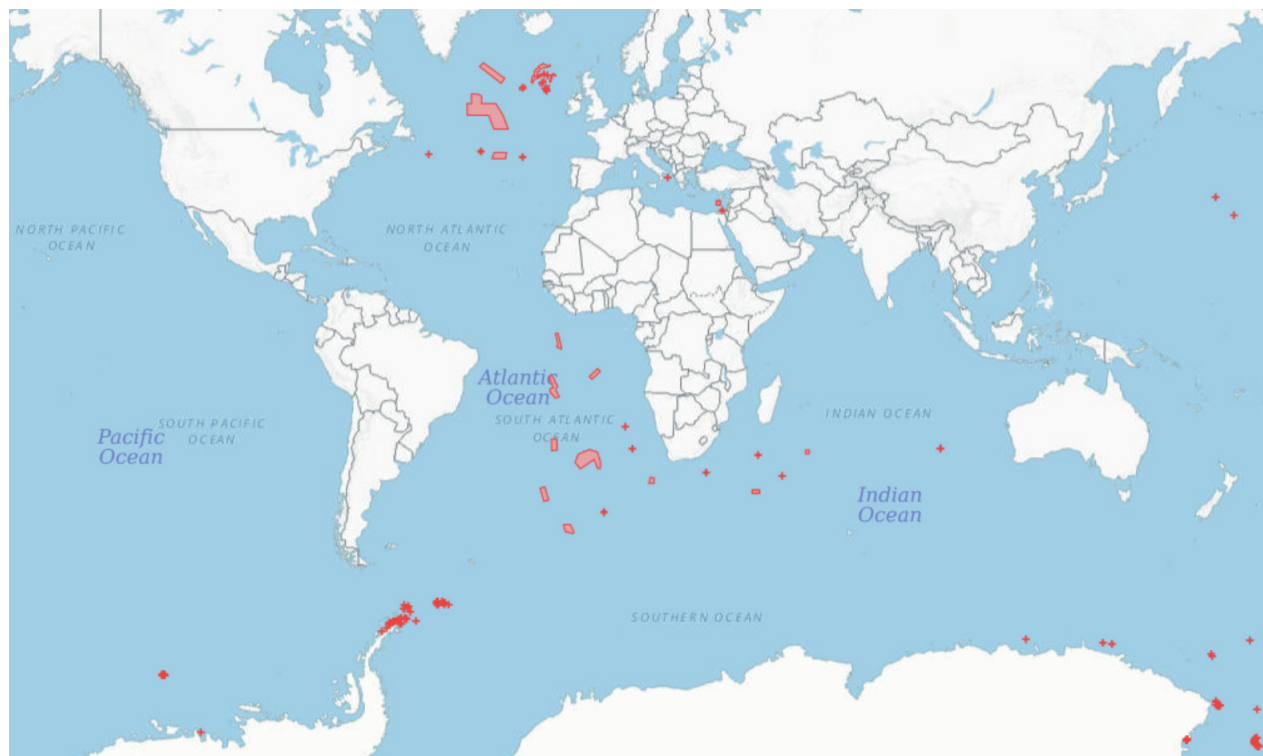 NORTH PACIFIC
OCEAN
NORTH ATLANTIC
OCEAN
Atlantic
Ocean
SOUTH PACIFIC
OCEAN
SOUTH ATLANTIC
OCEAN
INDIAN OCEAN
Pacific
Ocean
Indian
Ocean
SOUTHERN OCEAN